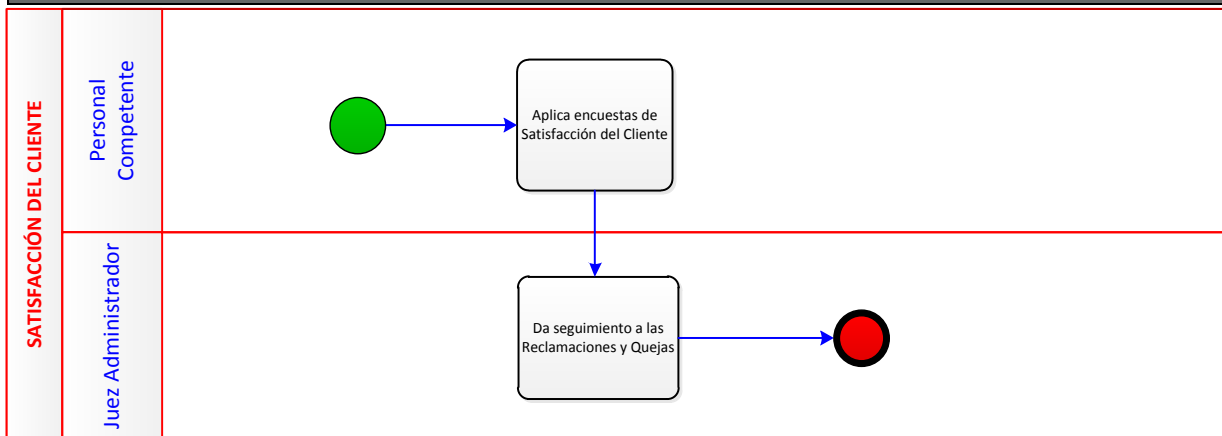 SATISFACCIÓN DEL CLIENTE
Personal
Competente
Aplica encuestas de
Satisfacción del Cliente
Juez Administrador
Da seguimiento a las
Reclamaciones y Quejas